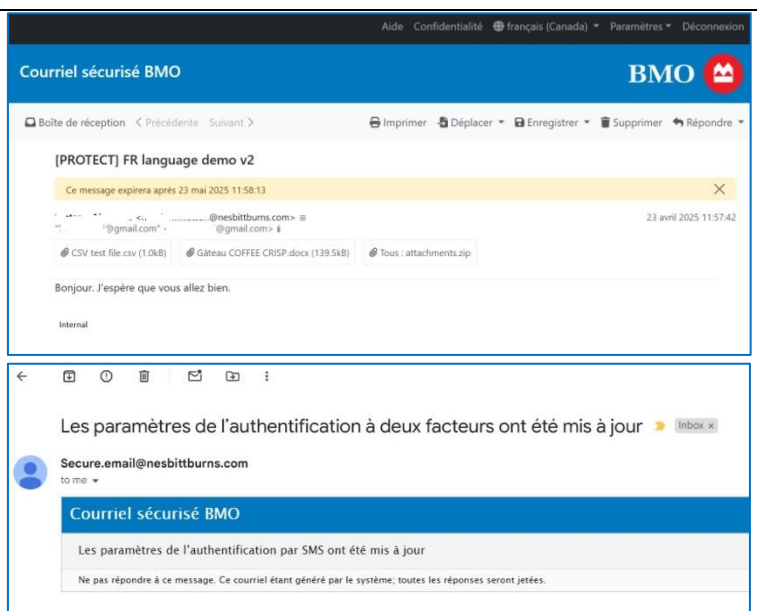 Aide Confidentialité français (Canada) Paramètres Déconnexion
Courriel sécurisé BMO BMO
Boîte de réception < Précédente Suivant > Imprimer Déplacer Enregistrer Supprimer Répondre
[PROTECT] FR language demo v2
Ce message expirera après 23 mai 2025 11:58:13
@nesbittburns.com> 23 avril 2025 11:57:42
@gmail.com" @gmail.com>
CSV test file.csv (1.0kB) Gâteau COFFEE CRISP.docx (139.5kB) Tous : attachments.zip
Bonjour. J'espère que vous allez bien.
Internal
Les paramètres de l'authentification à deux facteurs ont été mis à jour Inbox x
Secure.email@nesbittburns.com
to me
Courriel sécurisé BMO
Les paramètres de l'authentification par SMS ont été mis à jour
Ne pas répondre à ce message. Ce courriel étant généré par le système; toutes les réponses seront jetées.